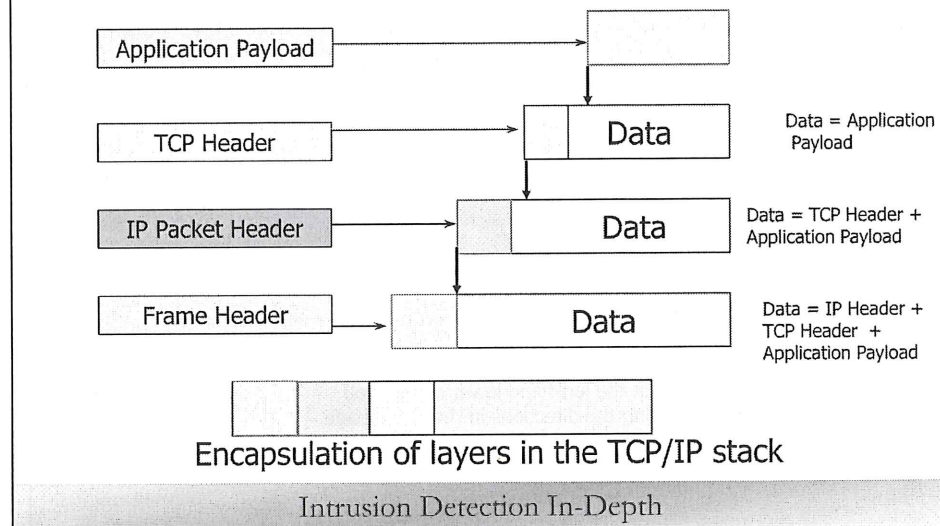 Application Payload
TCP Header
Data
Data = Application
Payload
IP Packet Header
Data
Data = TCP Header +
Application Payload
Frame Header
Data
Data = IP Header +
TCP Header +
Application Payload
Encapsulation of layers in the TCP/IP stack
Intrusion Detection In-Depth